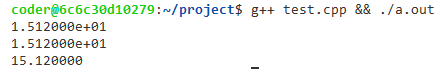 coder@6c6c30d10279:~/project$ g++ test.cpp && ./a.out
1.512000e+01
1.512000e+01
15.120000